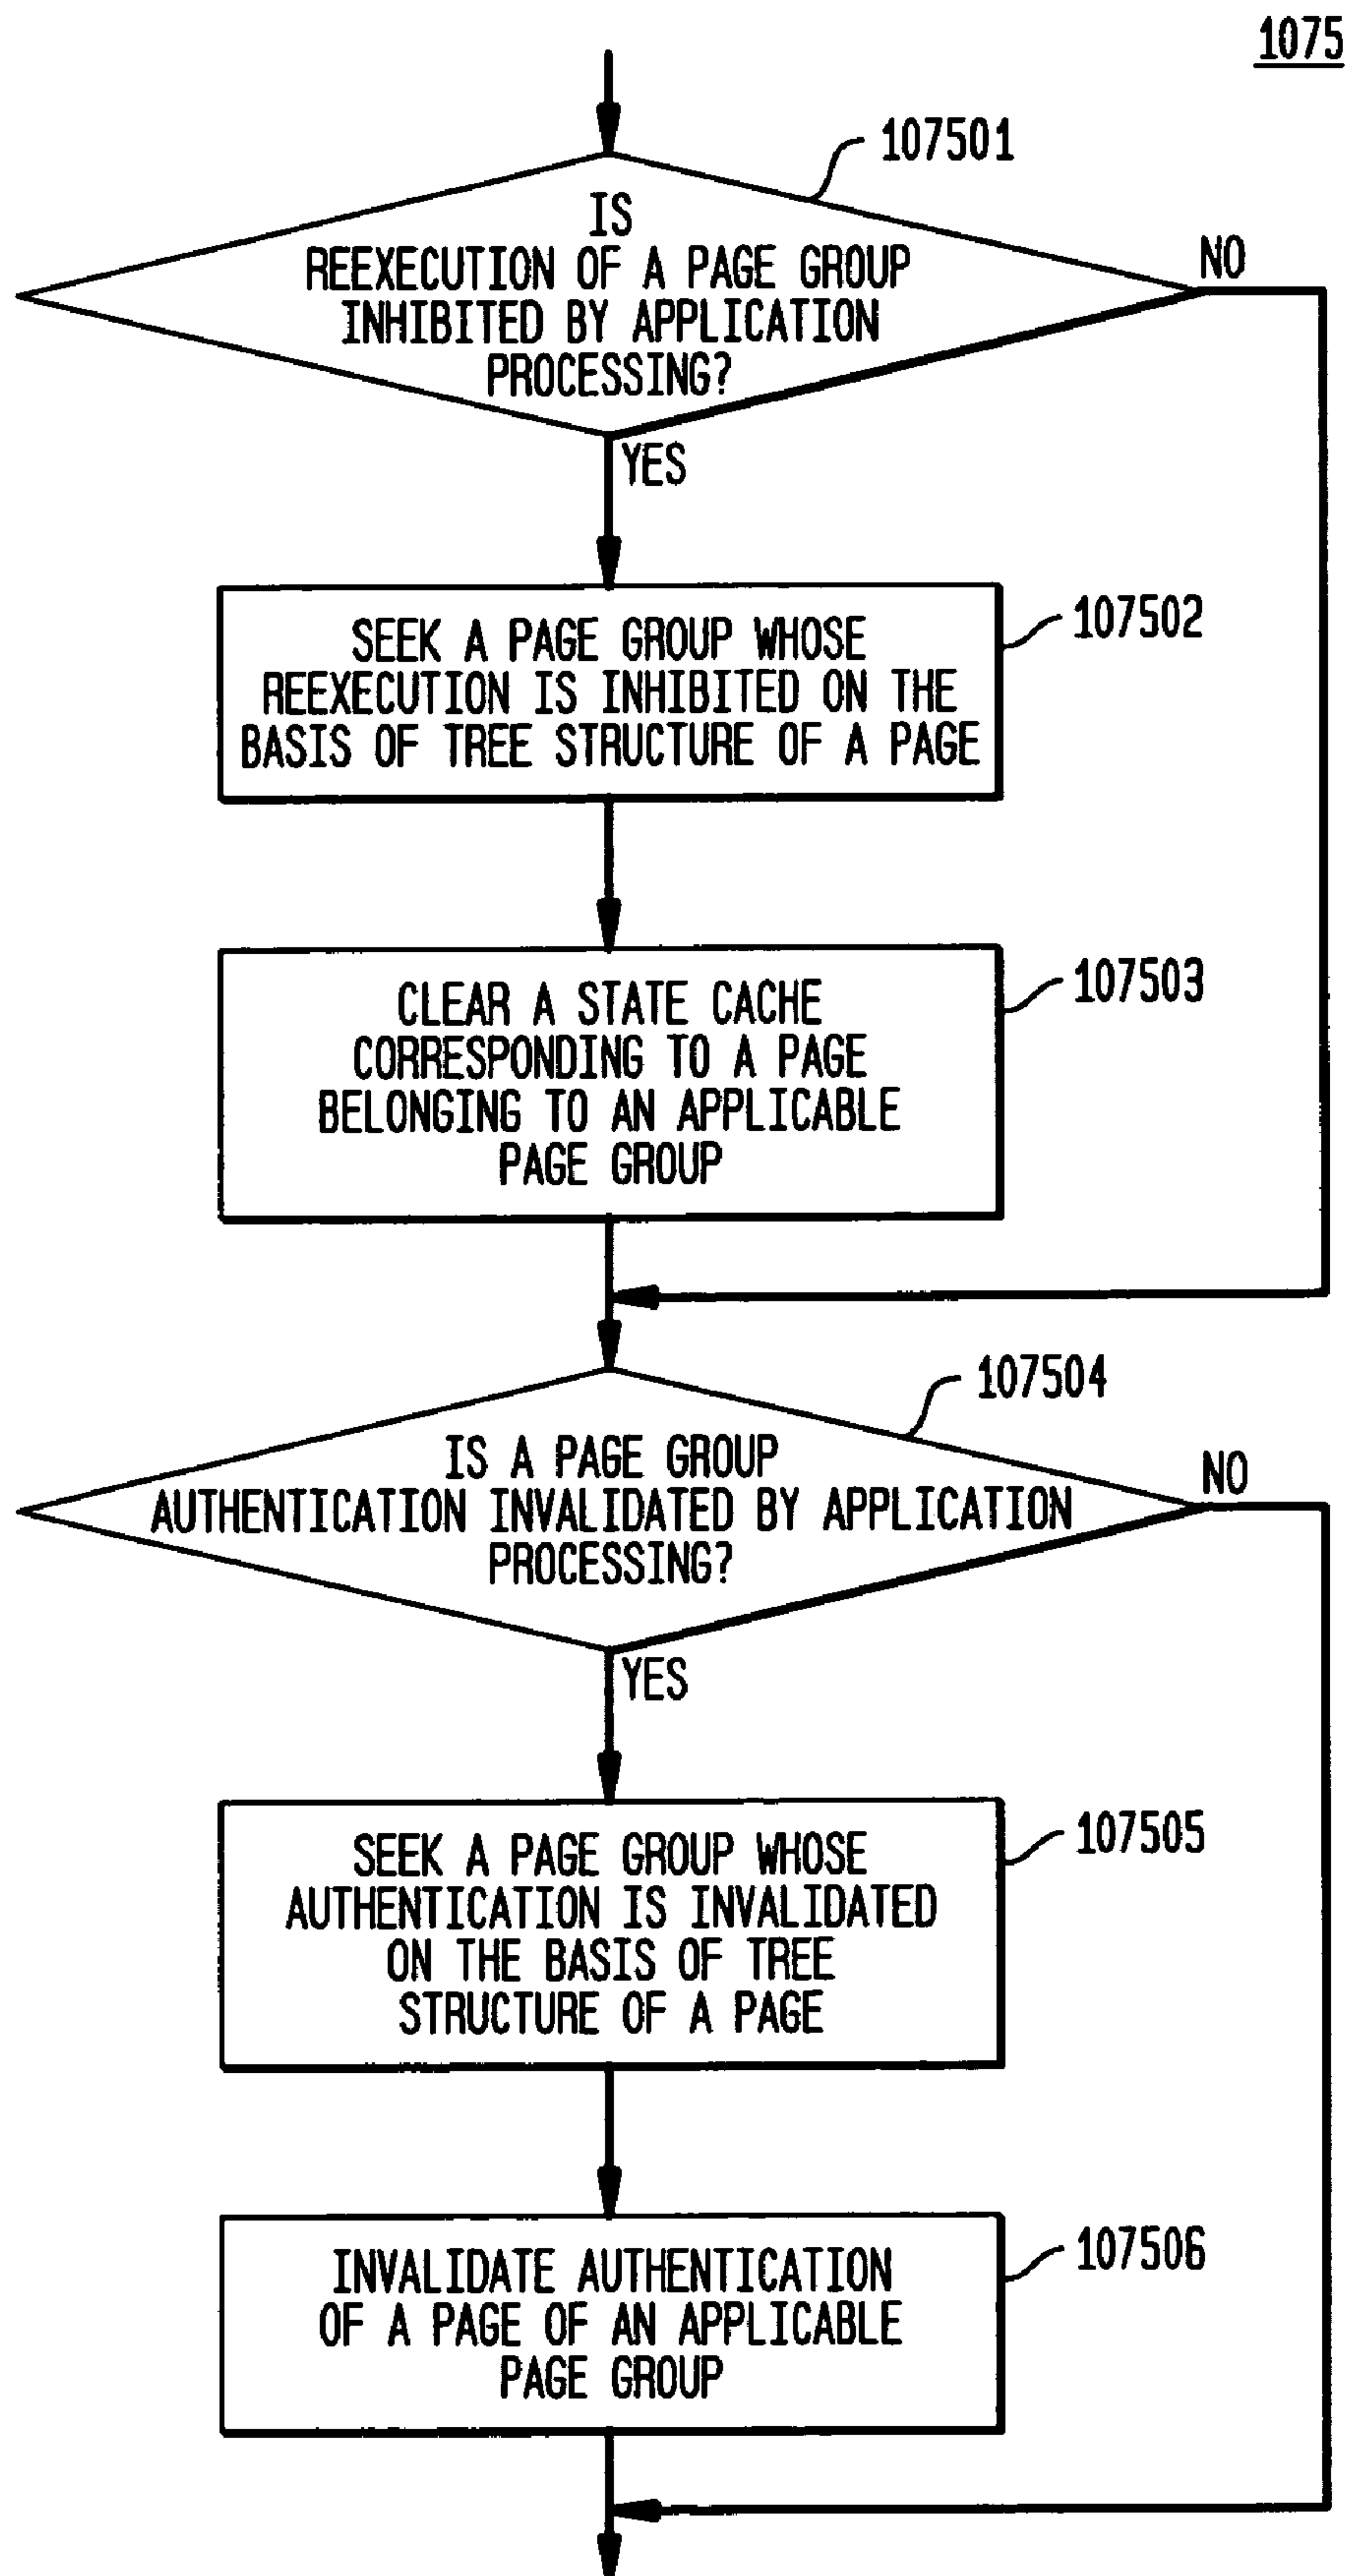 1075
107501
IS
REEXECUTION OF A PAGE GROUP
INHIBITED BY APPLICATION
PROCESSING?
NO
YES
107502
SEEK A PAGE GROUP WHOSE
REEXECUTION IS INHIBITED ON THE
BASIS OF TREE STRUCTURE OF A PAGE
107503
CLEAR A STATE CACHE
CORRESPONDING TO A PAGE
BELONGING TO AN APPLICABLE
PAGE GROUP
107504
IS A PAGE GROUP
AUTHENTICATION INVALIDATED BY APPLICATION
PROCESSING?
NO
YES
107505
SEEK A PAGE GROUP WHOSE
AUTHENTICATION IS INVALIDATED
ON THE BASIS OF TREE
STRUCTURE OF A PAGE
107506
INVALIDATE AUTHENTICATION
OF A PAGE OF AN APPLICABLE
PAGE GROUP